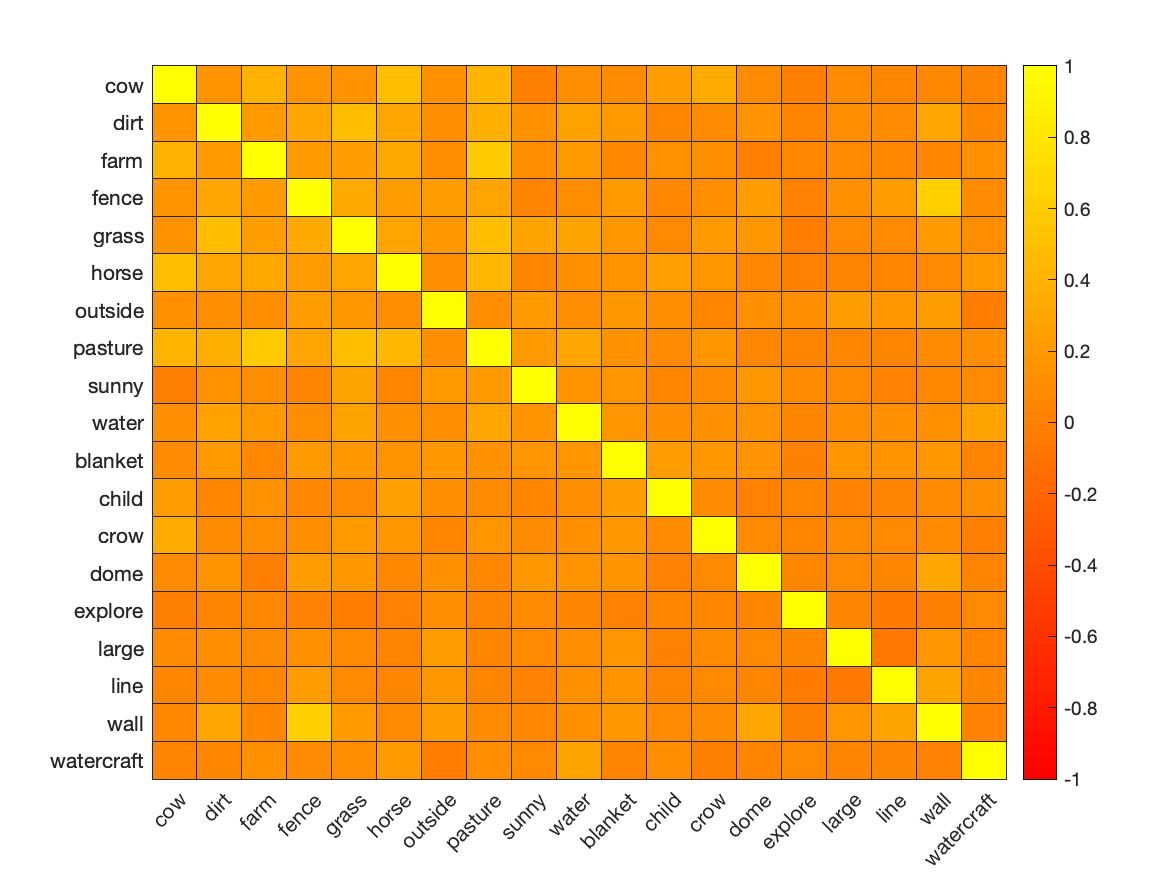 cow
dirt
farm
fence
grass
horse
outside
pasture
sunny
water
blanket
child
crow
dome
explore
large
line
wall
watercraft
cow dirt farm fence grass horse outside pasture sunny water blanket child crow dome explore large line wall watercraft
1
0.8
0.6
0.4
0.2
0
-0.2
-0.4
-0.6
-0.8
-1